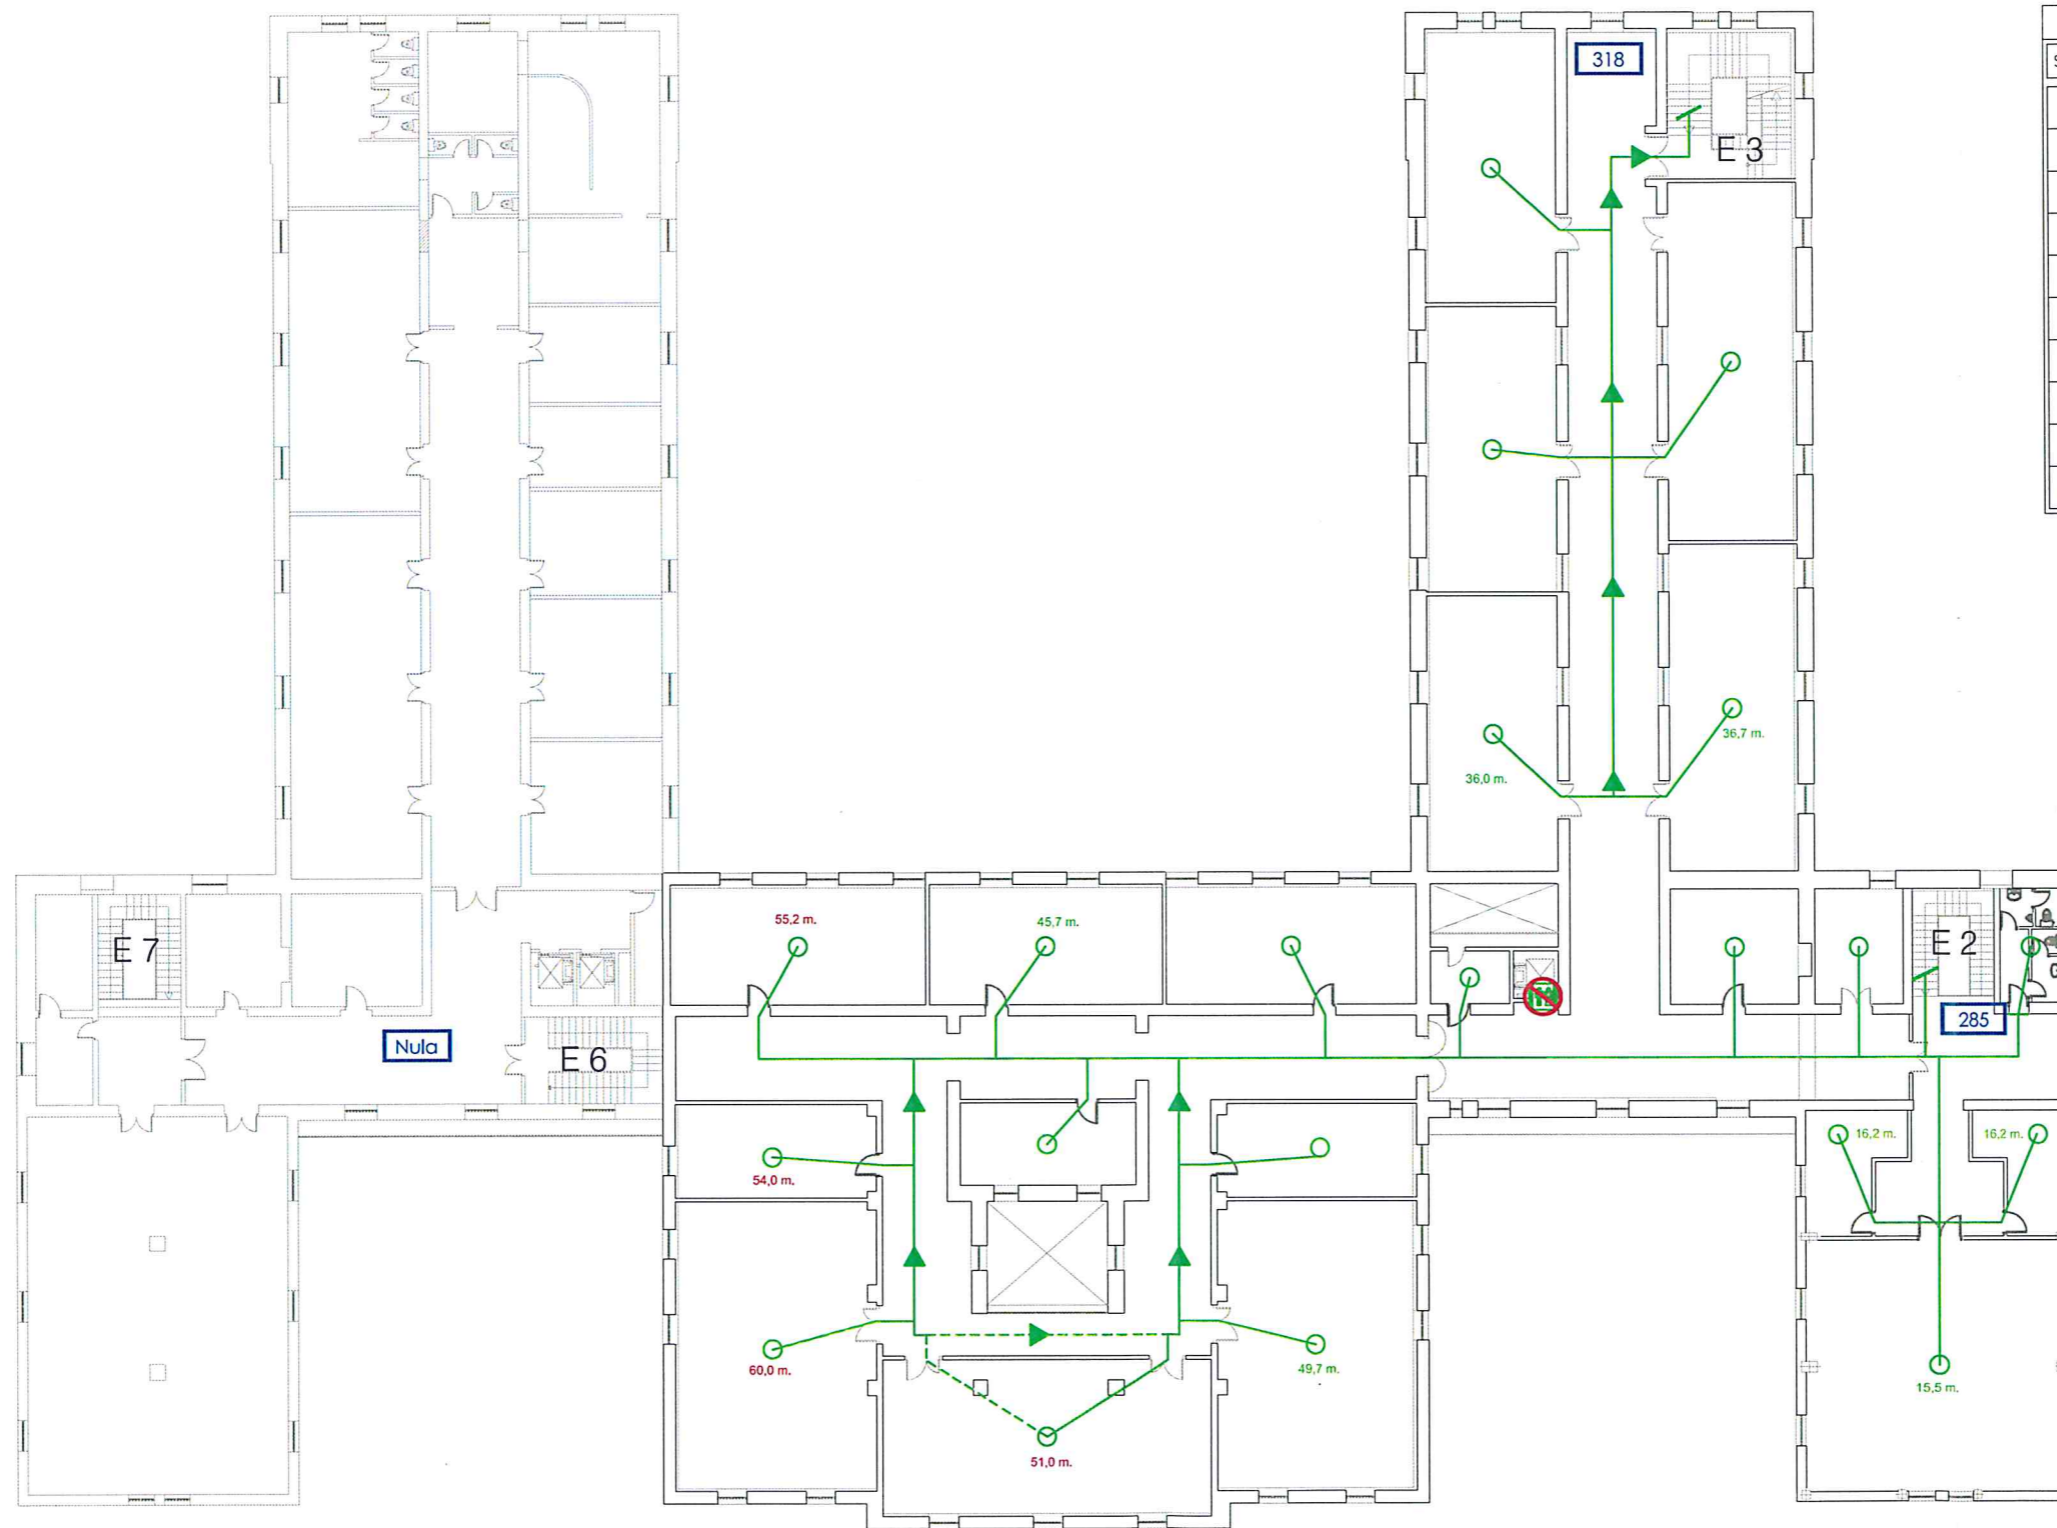 318
E 3
36,7 m.
36,0 m.
55,2 m.
45,7 m.
E 7
E 2
285
Nula
E 6
16,2 m.
16,2 m.
54,0 m.
60,0 m.
49,7 m.
15,5 m.
51,0 m.